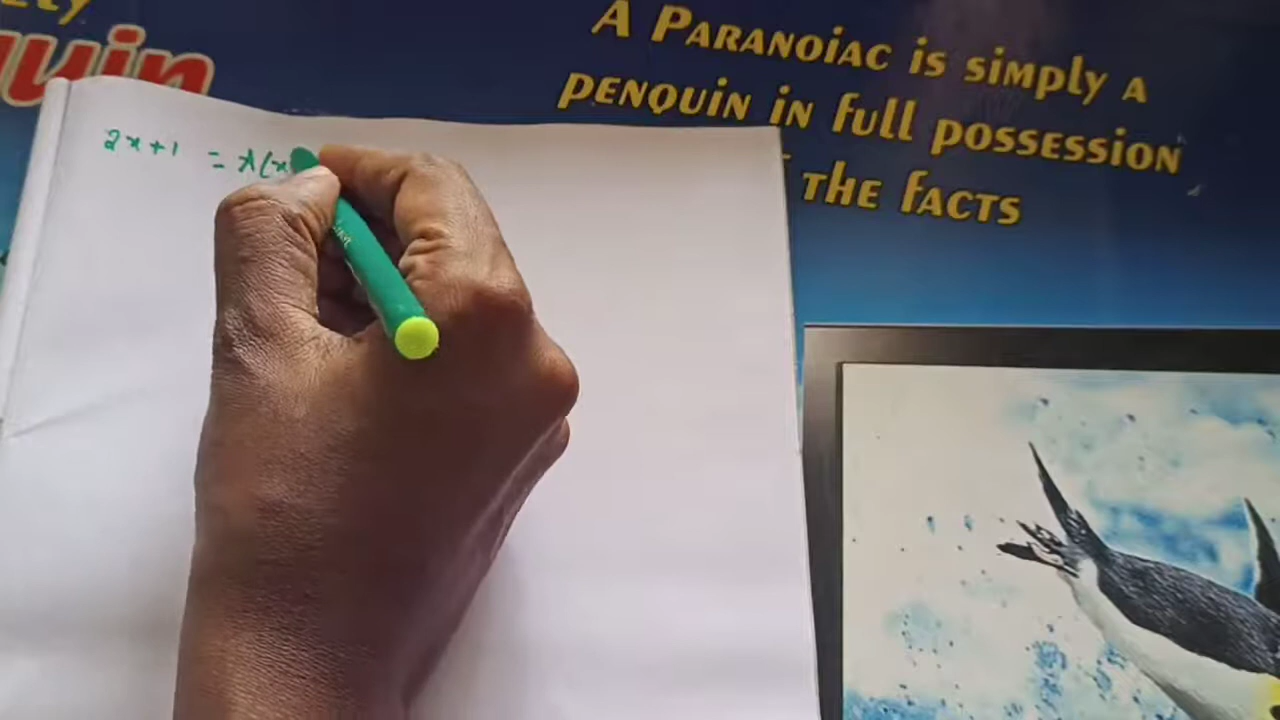 A PARANOiAC is simply A
PENQUIN IN full possession
THE fACTS
2x+1 = λ(x